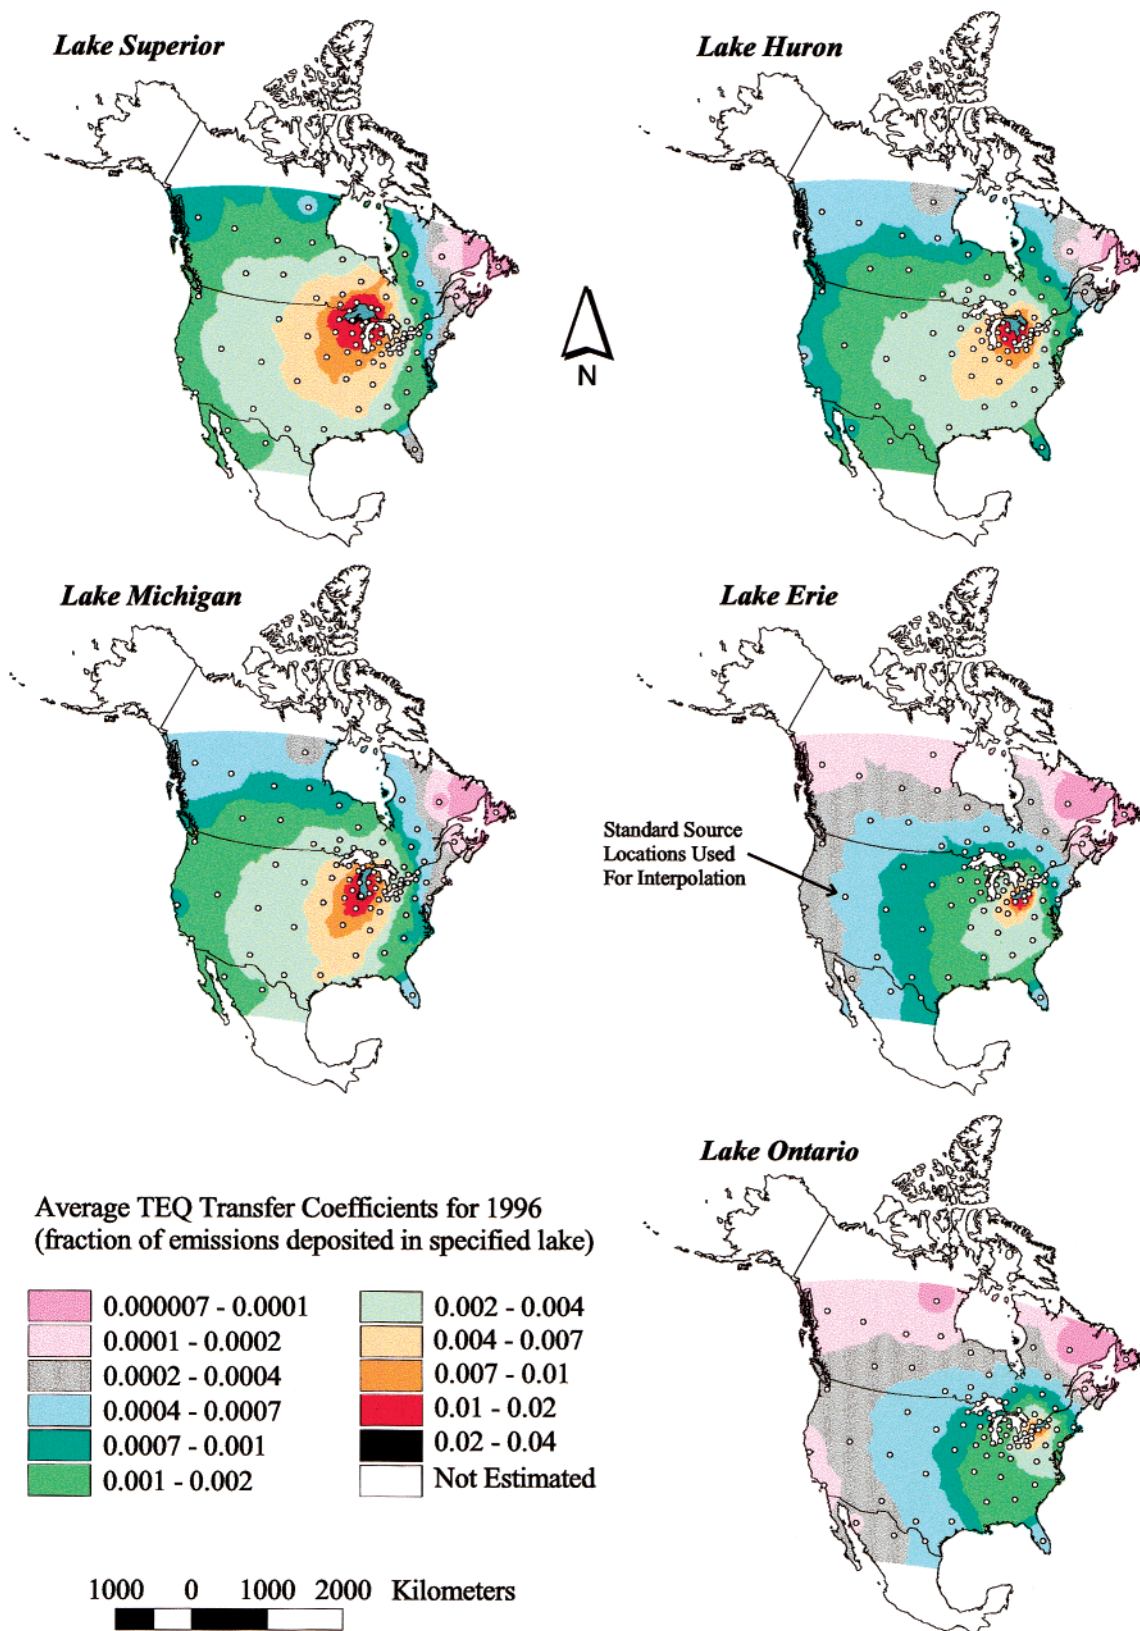 Lake Superior
Lake Huron
N
Lake Michigan
Lake Erie
Standard Source
Locations Used
For Interpolation
Lake Ontario
Average TEQ Transfer Coefficients for 1996
(fraction of emissions deposited in specified lake)
0.000007 - 0.0001
0.0001 - 0.0002
0.0002 - 0.0004
0.0004 - 0.0007
0.0007 - 0.001
0.001 - 0.002
0.002 - 0.004
0.004 - 0.007
0.007 - 0.01
0.01 - 0.02
0.02 - 0.04
Not Estimated
1000 0 1000 2000 Kilometers